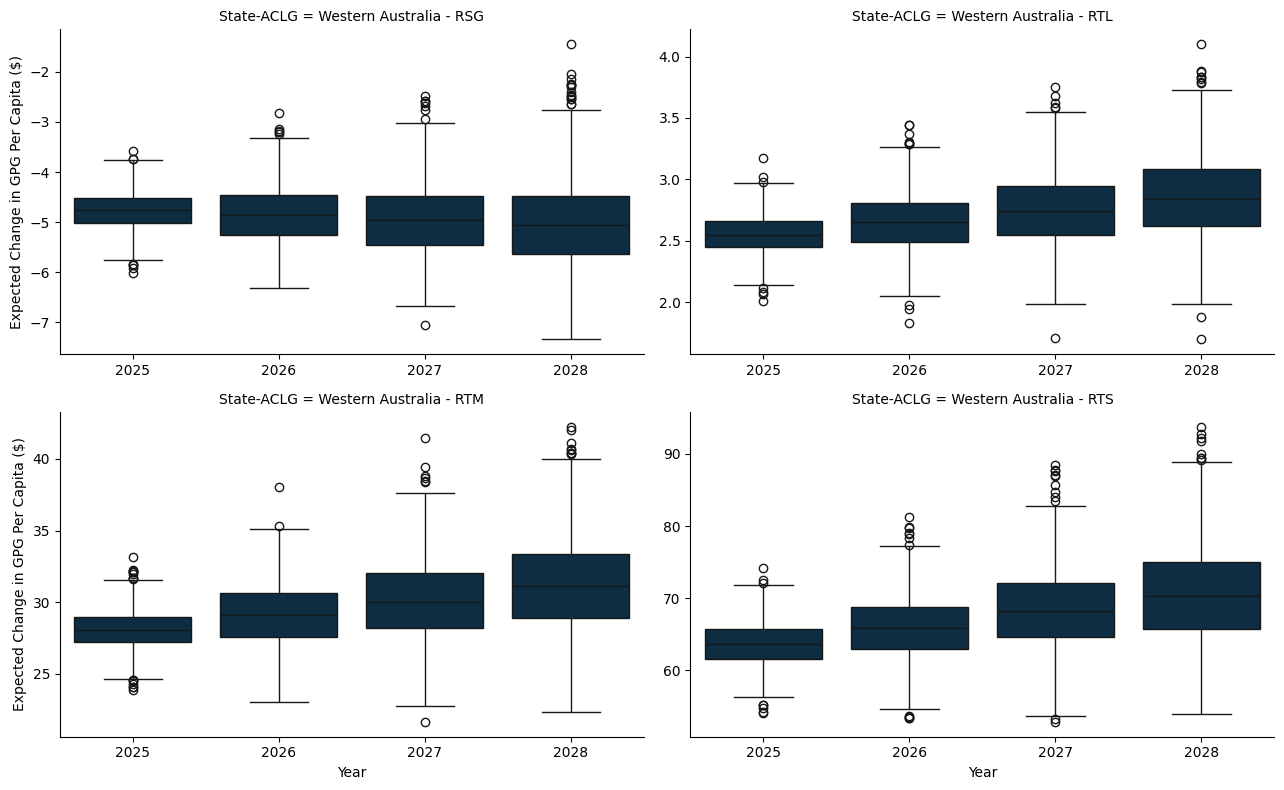 State-ACLG = Western Australia - RSG
Expected Change in GPG Per Capita ($)
−2
−3
−4
−5
−6
−7
2025 2026 2027 2028
State-ACLG = Western Australia - RTL
4.0
3.5
3.0
2.5
2.0
2025 2026 2027 2028
State-ACLG = Western Australia - RTM
Expected Change in GPG Per Capita ($)
40
35
30
25
2025 2026 2027 2028
Year
State-ACLG = Western Australia - RTS
90
80
70
60
2025 2026 2027 2028
Year